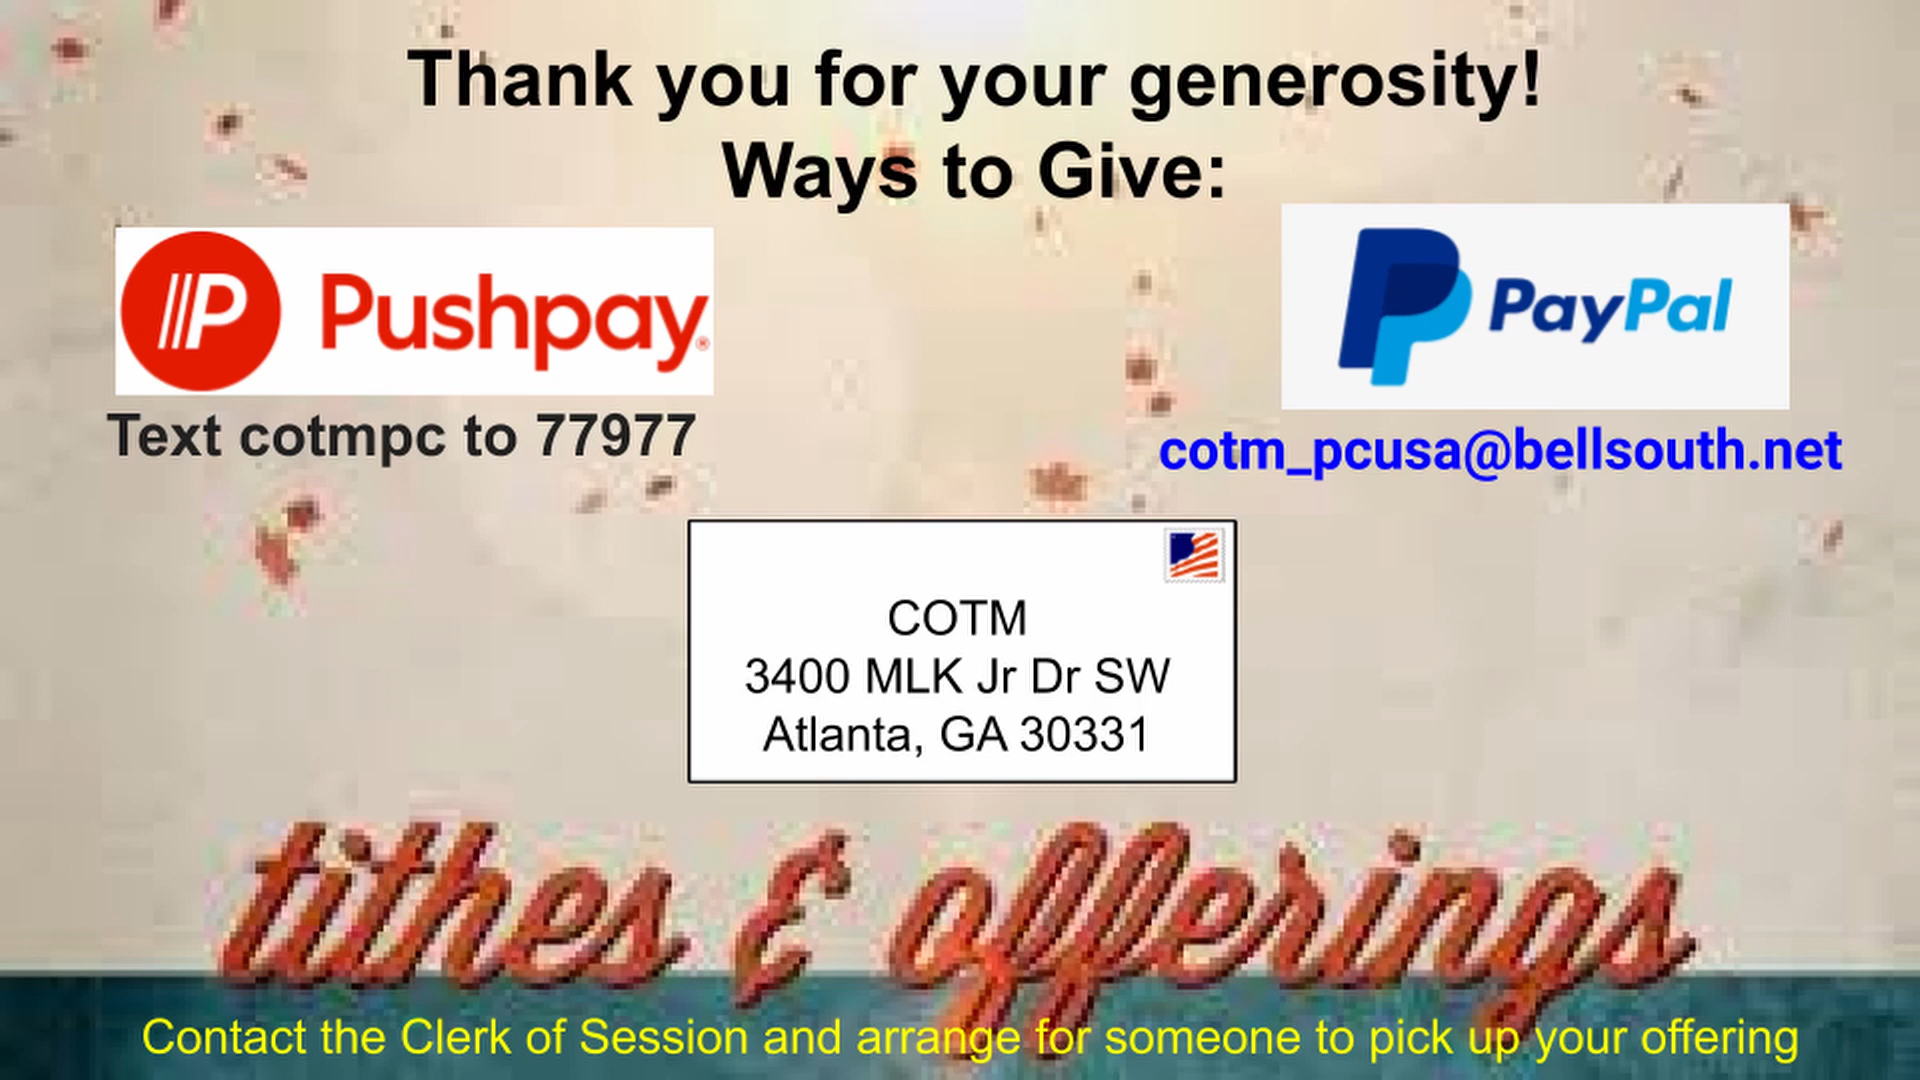 Thank you for your generosity!
Ways to Give:
Pushpay®
Text cotmpc to 77977
PayPal
cotm_pcusa@bellsouth.net
COTM
3400 MLK Jr Dr SW
Atlanta, GA 30331
tithes & offerings
Contact the Clerk of Session and arrange for someone to pick up your offering